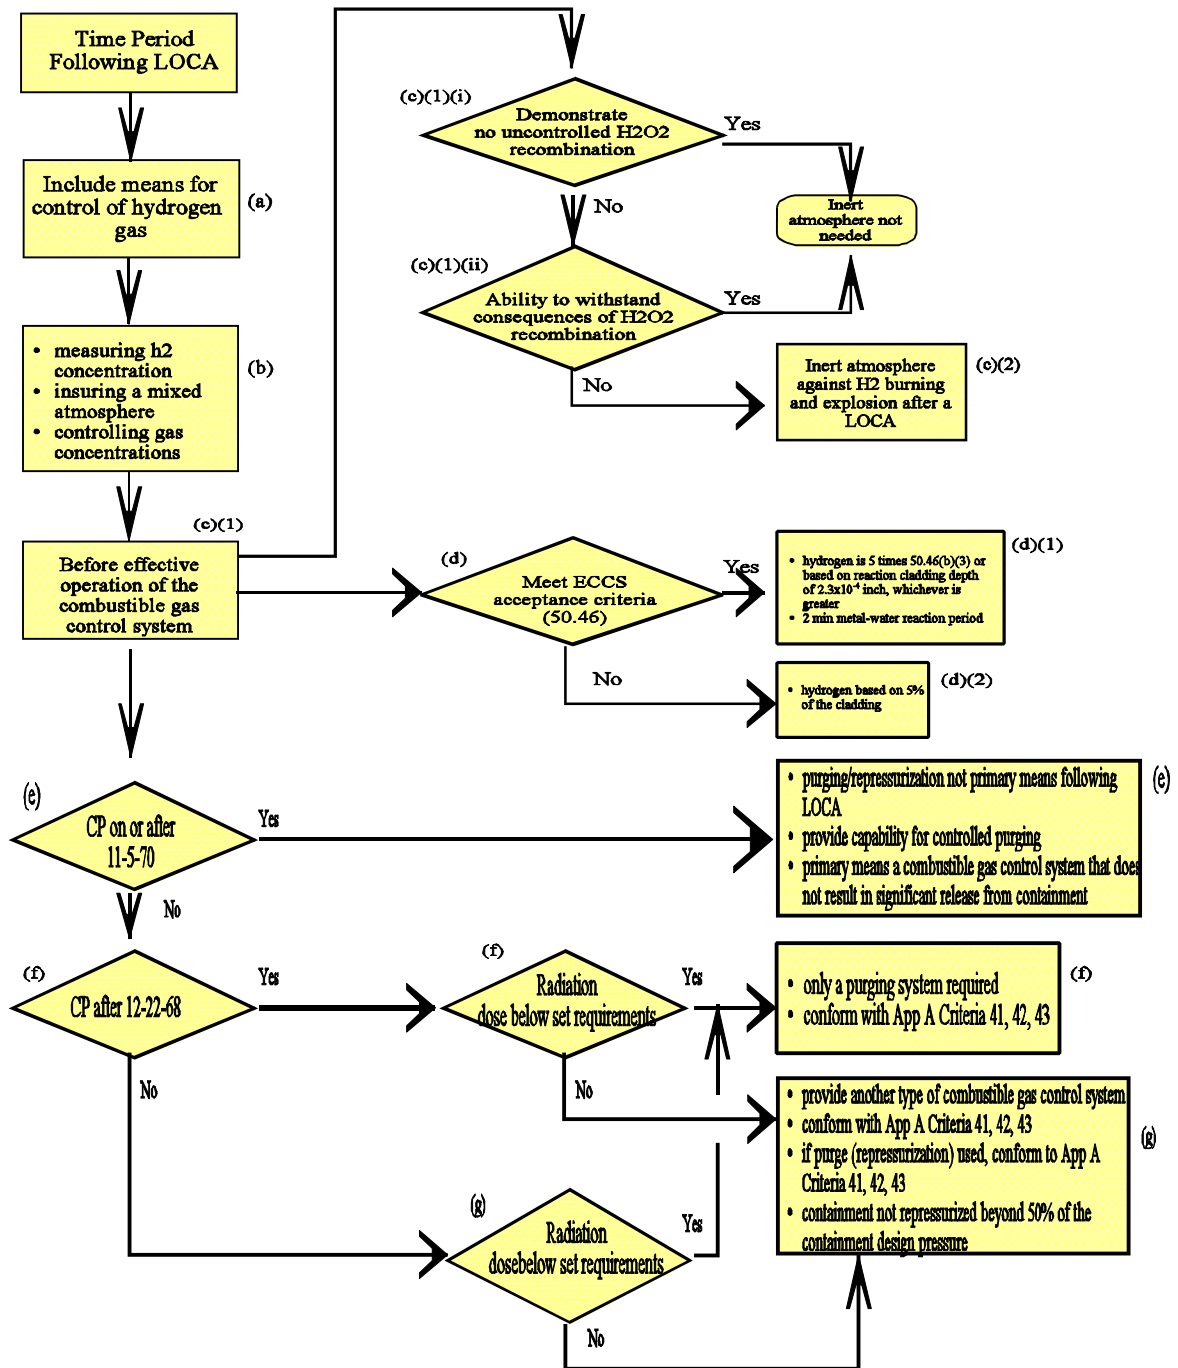 Time Period
Following LOCA
Include means for
control of hydrogen
gas
(a)
• measuring h2
concentration
• insuring a mixed
atmosphere
• controlling gas
concentrations
(b)
(c)(1)
Before effective
operation of the
combustible gas
control system
(c)(1)(i)
Demonstrate
no uncontrolled H2O2
recombination
Yes
No
Inert
atmosphere not
needed
(c)(1)(ii)
Ability to withstand
consequences of H2O2
recombination
Yes
No
Inert atmosphere
against H2 burning
and explosion after a
LOCA
(c)(2)
(d)
Meet ECCS
acceptance criteria
(50.46)
Yes
No
• hydrogen is 5 times 50.46(b)(3) or
based on reaction cladding depth
of 2.3x10⁻⁴ inch, whichever is
greater
• 2 min metal-water reaction period
(d)(1)
• hydrogen based on 5%
of the cladding
(d)(2)
(e)
CP on or after
11-5-70
Yes
No
• purging/repressurization not primary means following
LOCA
• provide capability for controlled purging
• primary means a combustible gas control system that does
not result in significant release from containment
(e)
(f)
CP after 12-22-68
Yes
No
(f)
Radiation
dose below set requirements
Yes
No
• only a purging system required
• conform with App A Criteria 41, 42, 43
(f)
(g)
Radiation
dosebelow set requirements
Yes
No
• provide another type of combustible gas control system
• conform with App A Criteria 41, 42, 43
• if purge (repressurization) used, conform to App A
Criteria 41, 42, 43
• containment not repressurized beyond 50% of the
containment design pressure
(g)